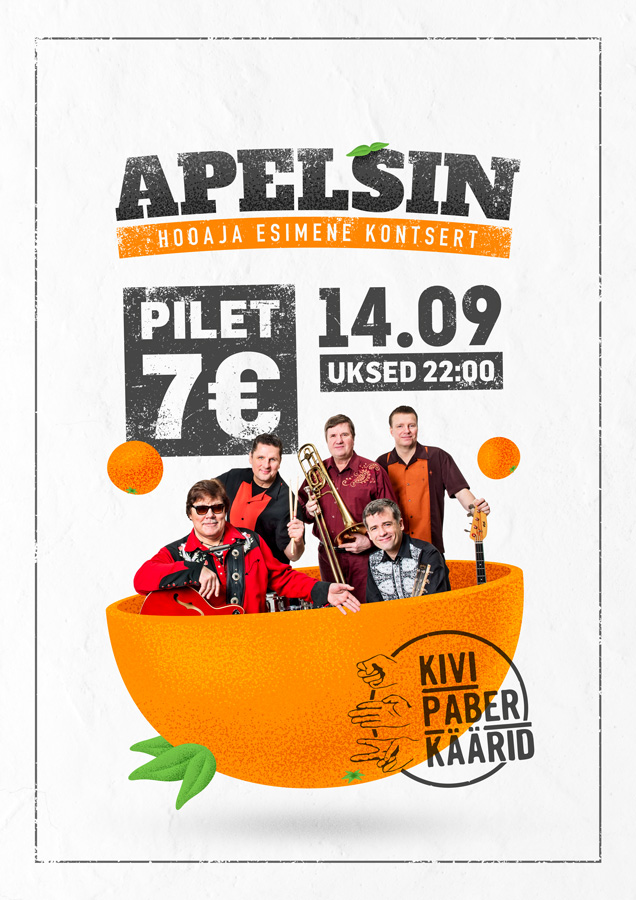 APELSIN
HOOAJA ESIMENE KONTSERT
PILET
7€
14.09
UKSED 22:00
KIVI
PABER
KÄÄRID